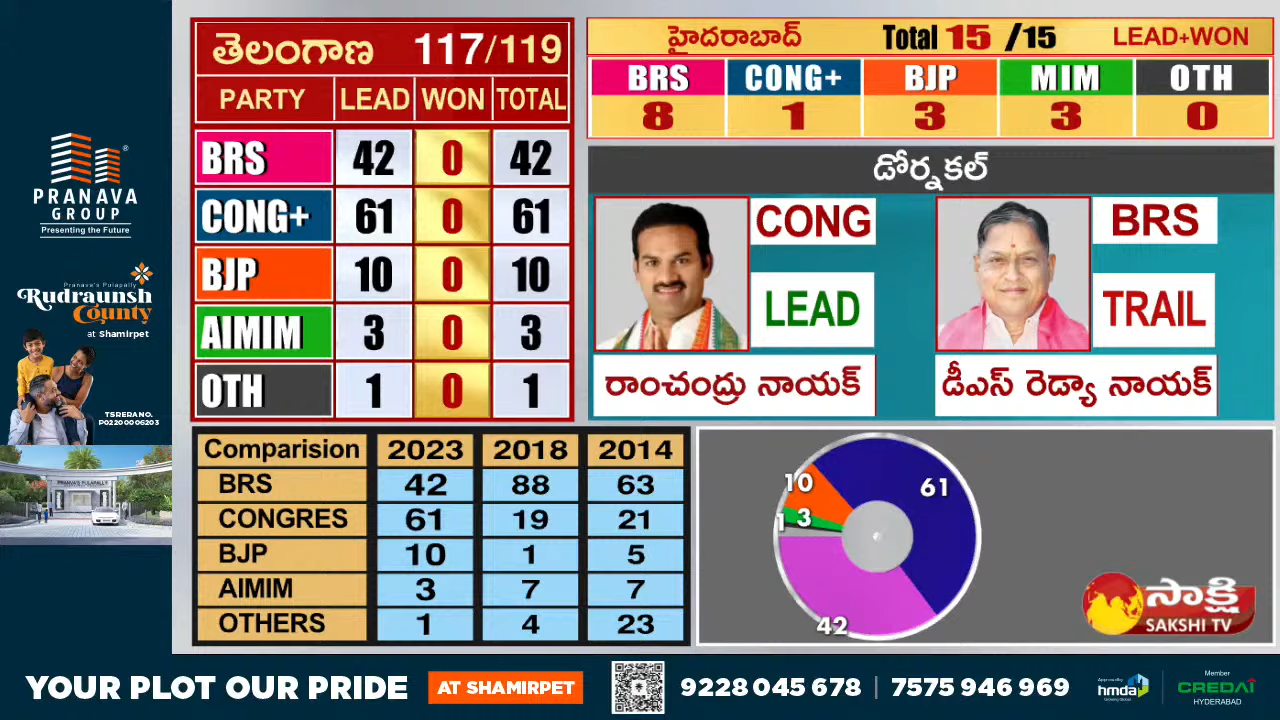 PRANAVA
GROUP
Presenting the Future
Pranava's Pulapally
Rudraunsh
County
at Shamirpet
TSRERANO.
P02200006203
తెలంగాణ 117/119
PARTY LEAD WON TOTAL
BRS 42 0 42
CONG+ 61 0 61
BJP 10 0 10
AIMIM 3 0 3
OTH 1 0 1
హైదరాబాద్ Total 15 /15 LEAD+WON
BRS CONG+ BJP MIM OTH
8 1 3 3 0
డోర్నకల్
CONG
LEAD
రాంచంద్రు నాయక్
BRS
TRAIL
డీఎస్ రెడ్యా నాయక్
Comparision 2023 2018 2014
BRS 42 88 63
CONGRES 61 19 21
BJP 10 1 5
AIMIM 3 7 7
OTHERS 1 4 23
61
10
3
1
42
సాక్షి
SAKSHI TV
YOUR PLOT OUR PRIDE AT SHAMIRPET 9228 045 678 | 7575 946 969
Approved by
hmda
Member
CREDAI
HYDERABAD